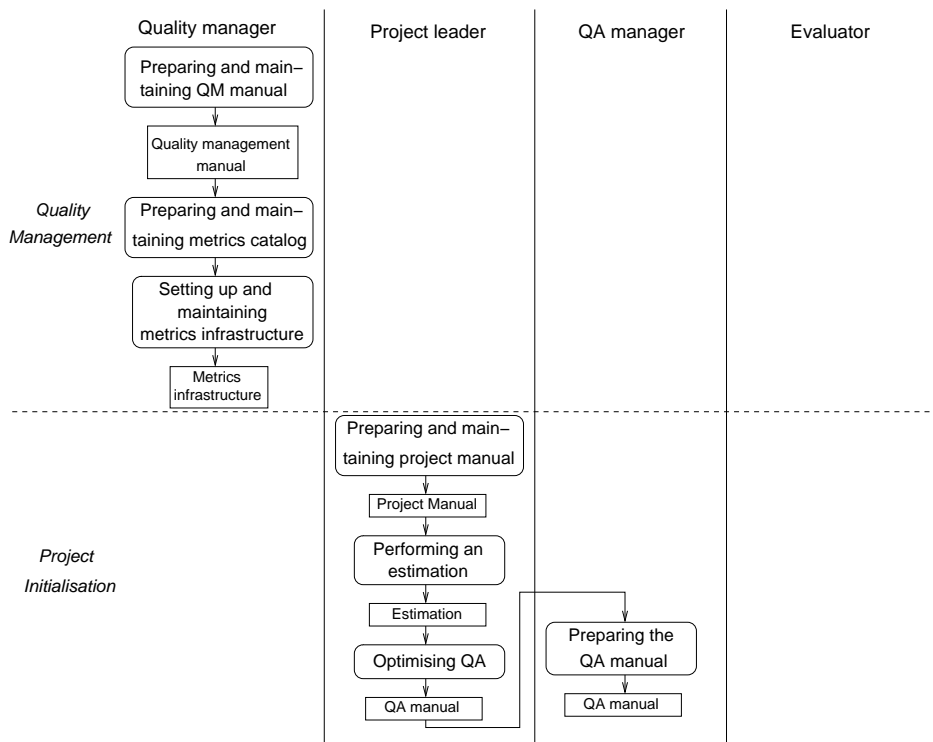 Quality manager
Project leader
QA manager
Evaluator
Preparing and main–
taining QM manual
Quality management
manual
Quality
Management
Preparing and main–
taining metrics catalog
Setting up and
maintaining
metrics infrastructure
Metrics
infrastructure
Preparing and main–
taining project manual
Project Manual
Project
Initialisation
Performing an
estimation
Estimation
Optimising QA
QA manual
Preparing the
QA manual
QA manual